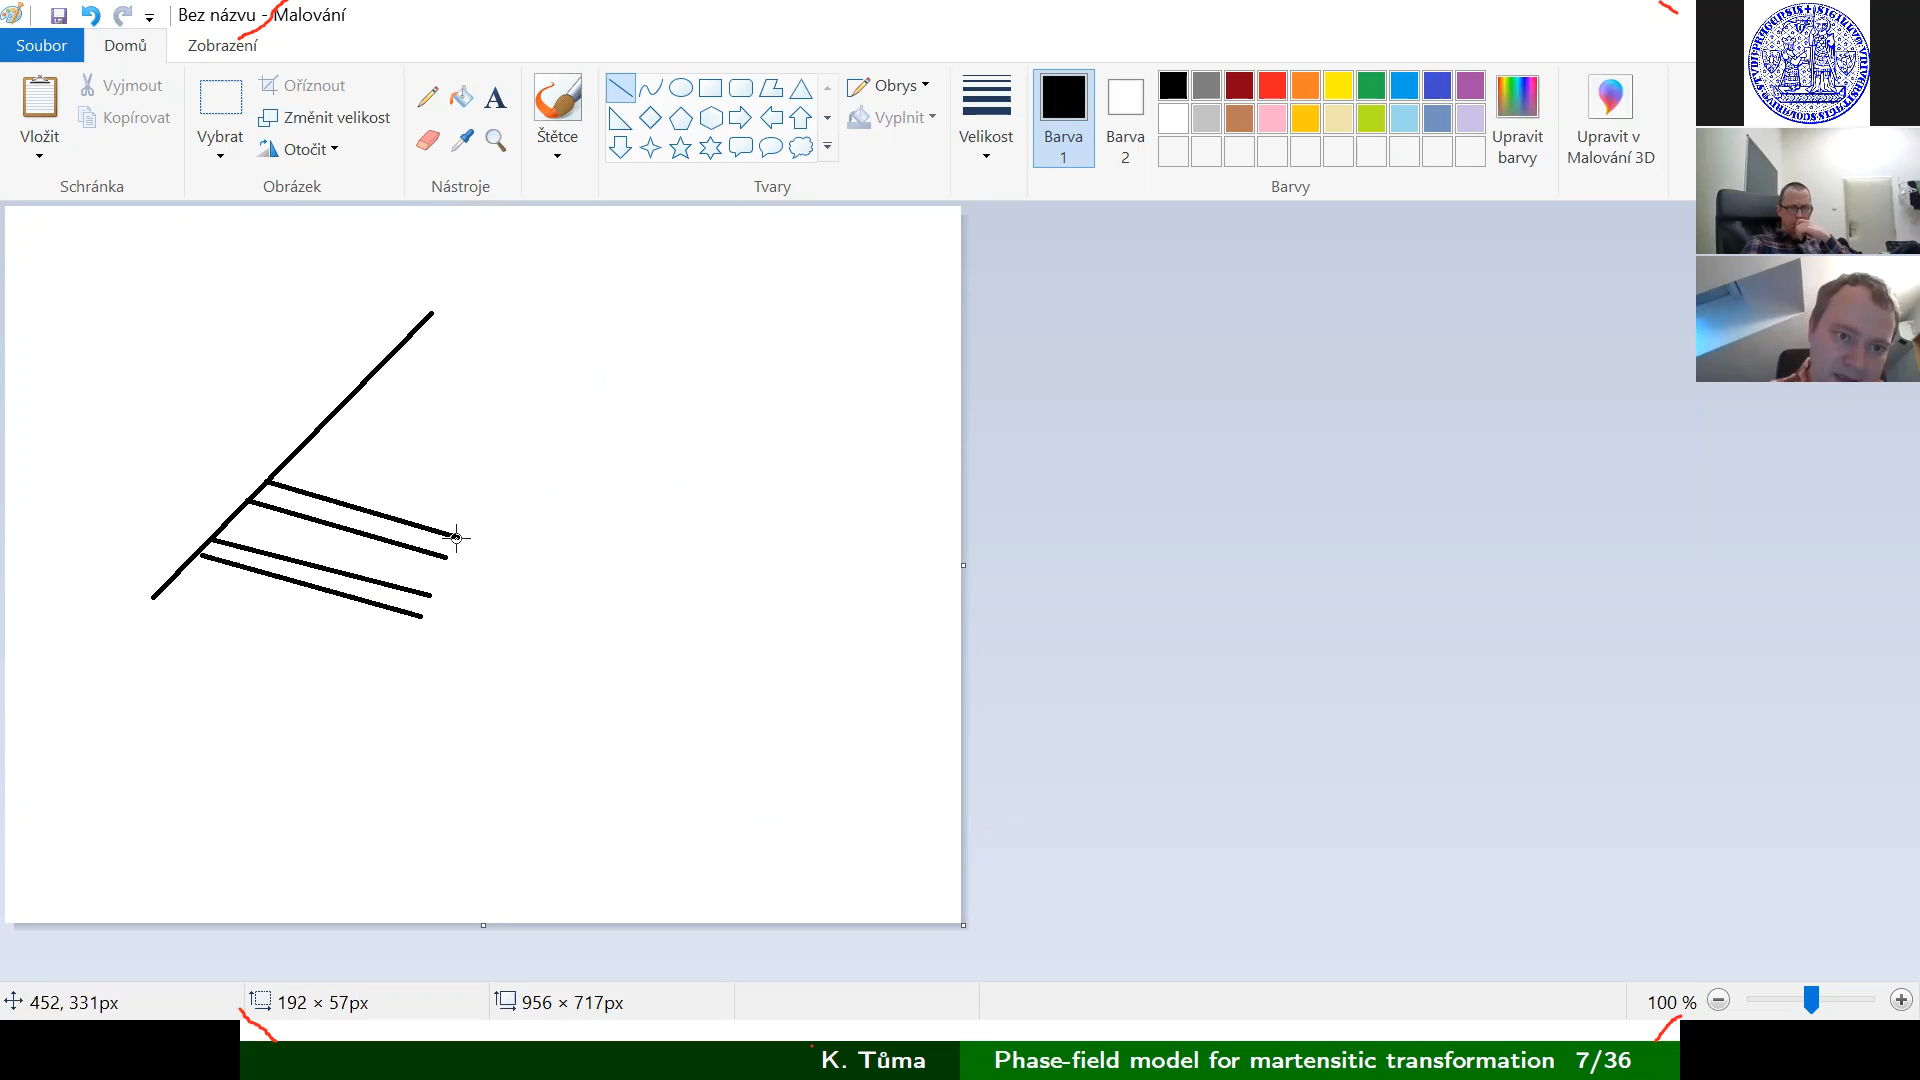 Bez názvu - Malování
Soubor
Domů
Zobrazení
Vložit
Vyjmout
Kopírovat
Schránka
Vybrat
Oříznout
Změnit velikost
Otočit
Obrázek
A
Nástroje
Štětce
Tvary
Obrys
Vyplnit
Velikost
Barva
1
Barva
2
Barvy
Upravit
barvy
Upravit v
Malování 3D
452, 331px
192 × 57px
956 × 717px
100 %
K. Tůma
Phase-field model for martensitic transformation 7/36